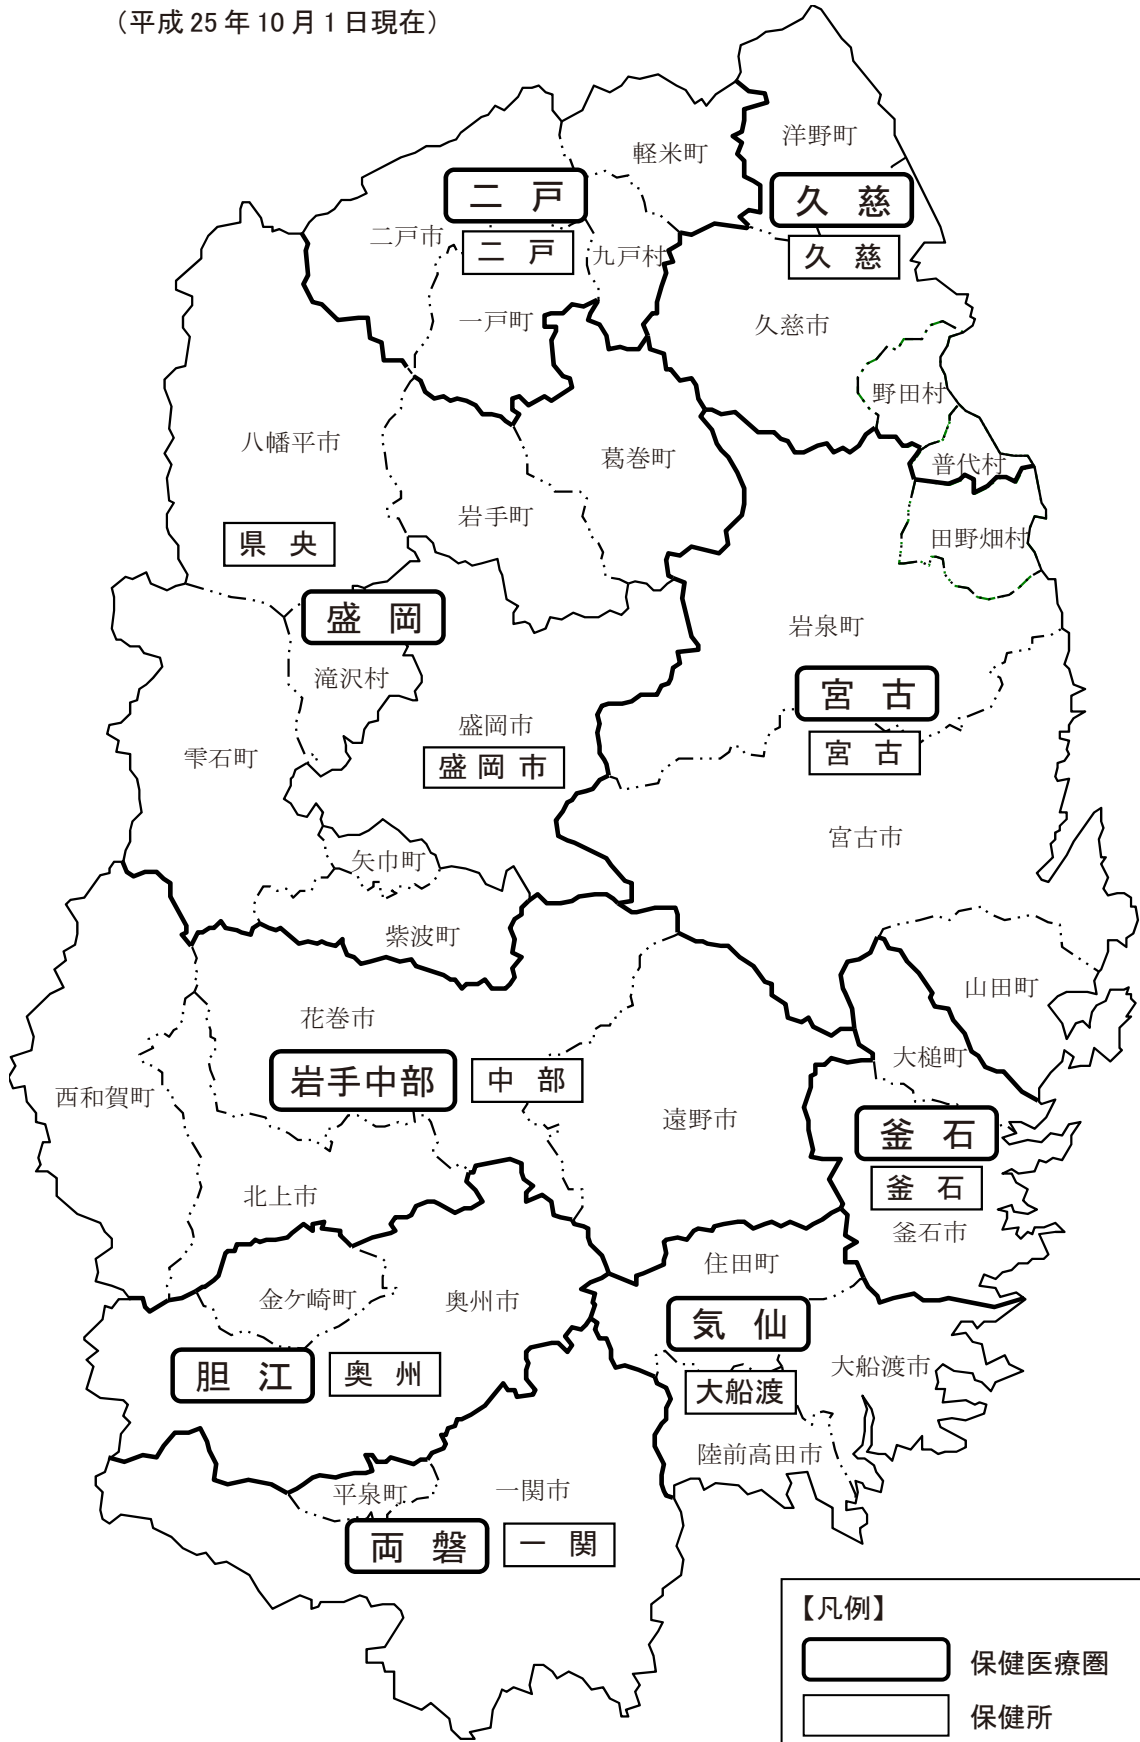 (平成25年10月1日現在)
洋野町
軽米町
二 戸
久 慈
二戸市
二 戸
九戸村
久 慈
一戸町
久慈市
野田村
八幡平市
葛巻町
普代村
岩手町
田野畑村
県 央
盛 岡
岩泉町
滝沢村
宮 古
盛岡市
宮 古
雫石町
盛岡市
宮古市
矢巾町
紫波町
山田町
花巻市
大槌町
岩手中部
中 部
西和賀町
遠野市
釜 石
釜 石
北上市
釜石市
住田町
金ケ崎町
奥州市
気 仙
胆 江
奥 州
大船渡市
大船渡
陸前高田市
平泉町
一関市
両 磐
一 関
【凡例】
保健医療圏
保健所